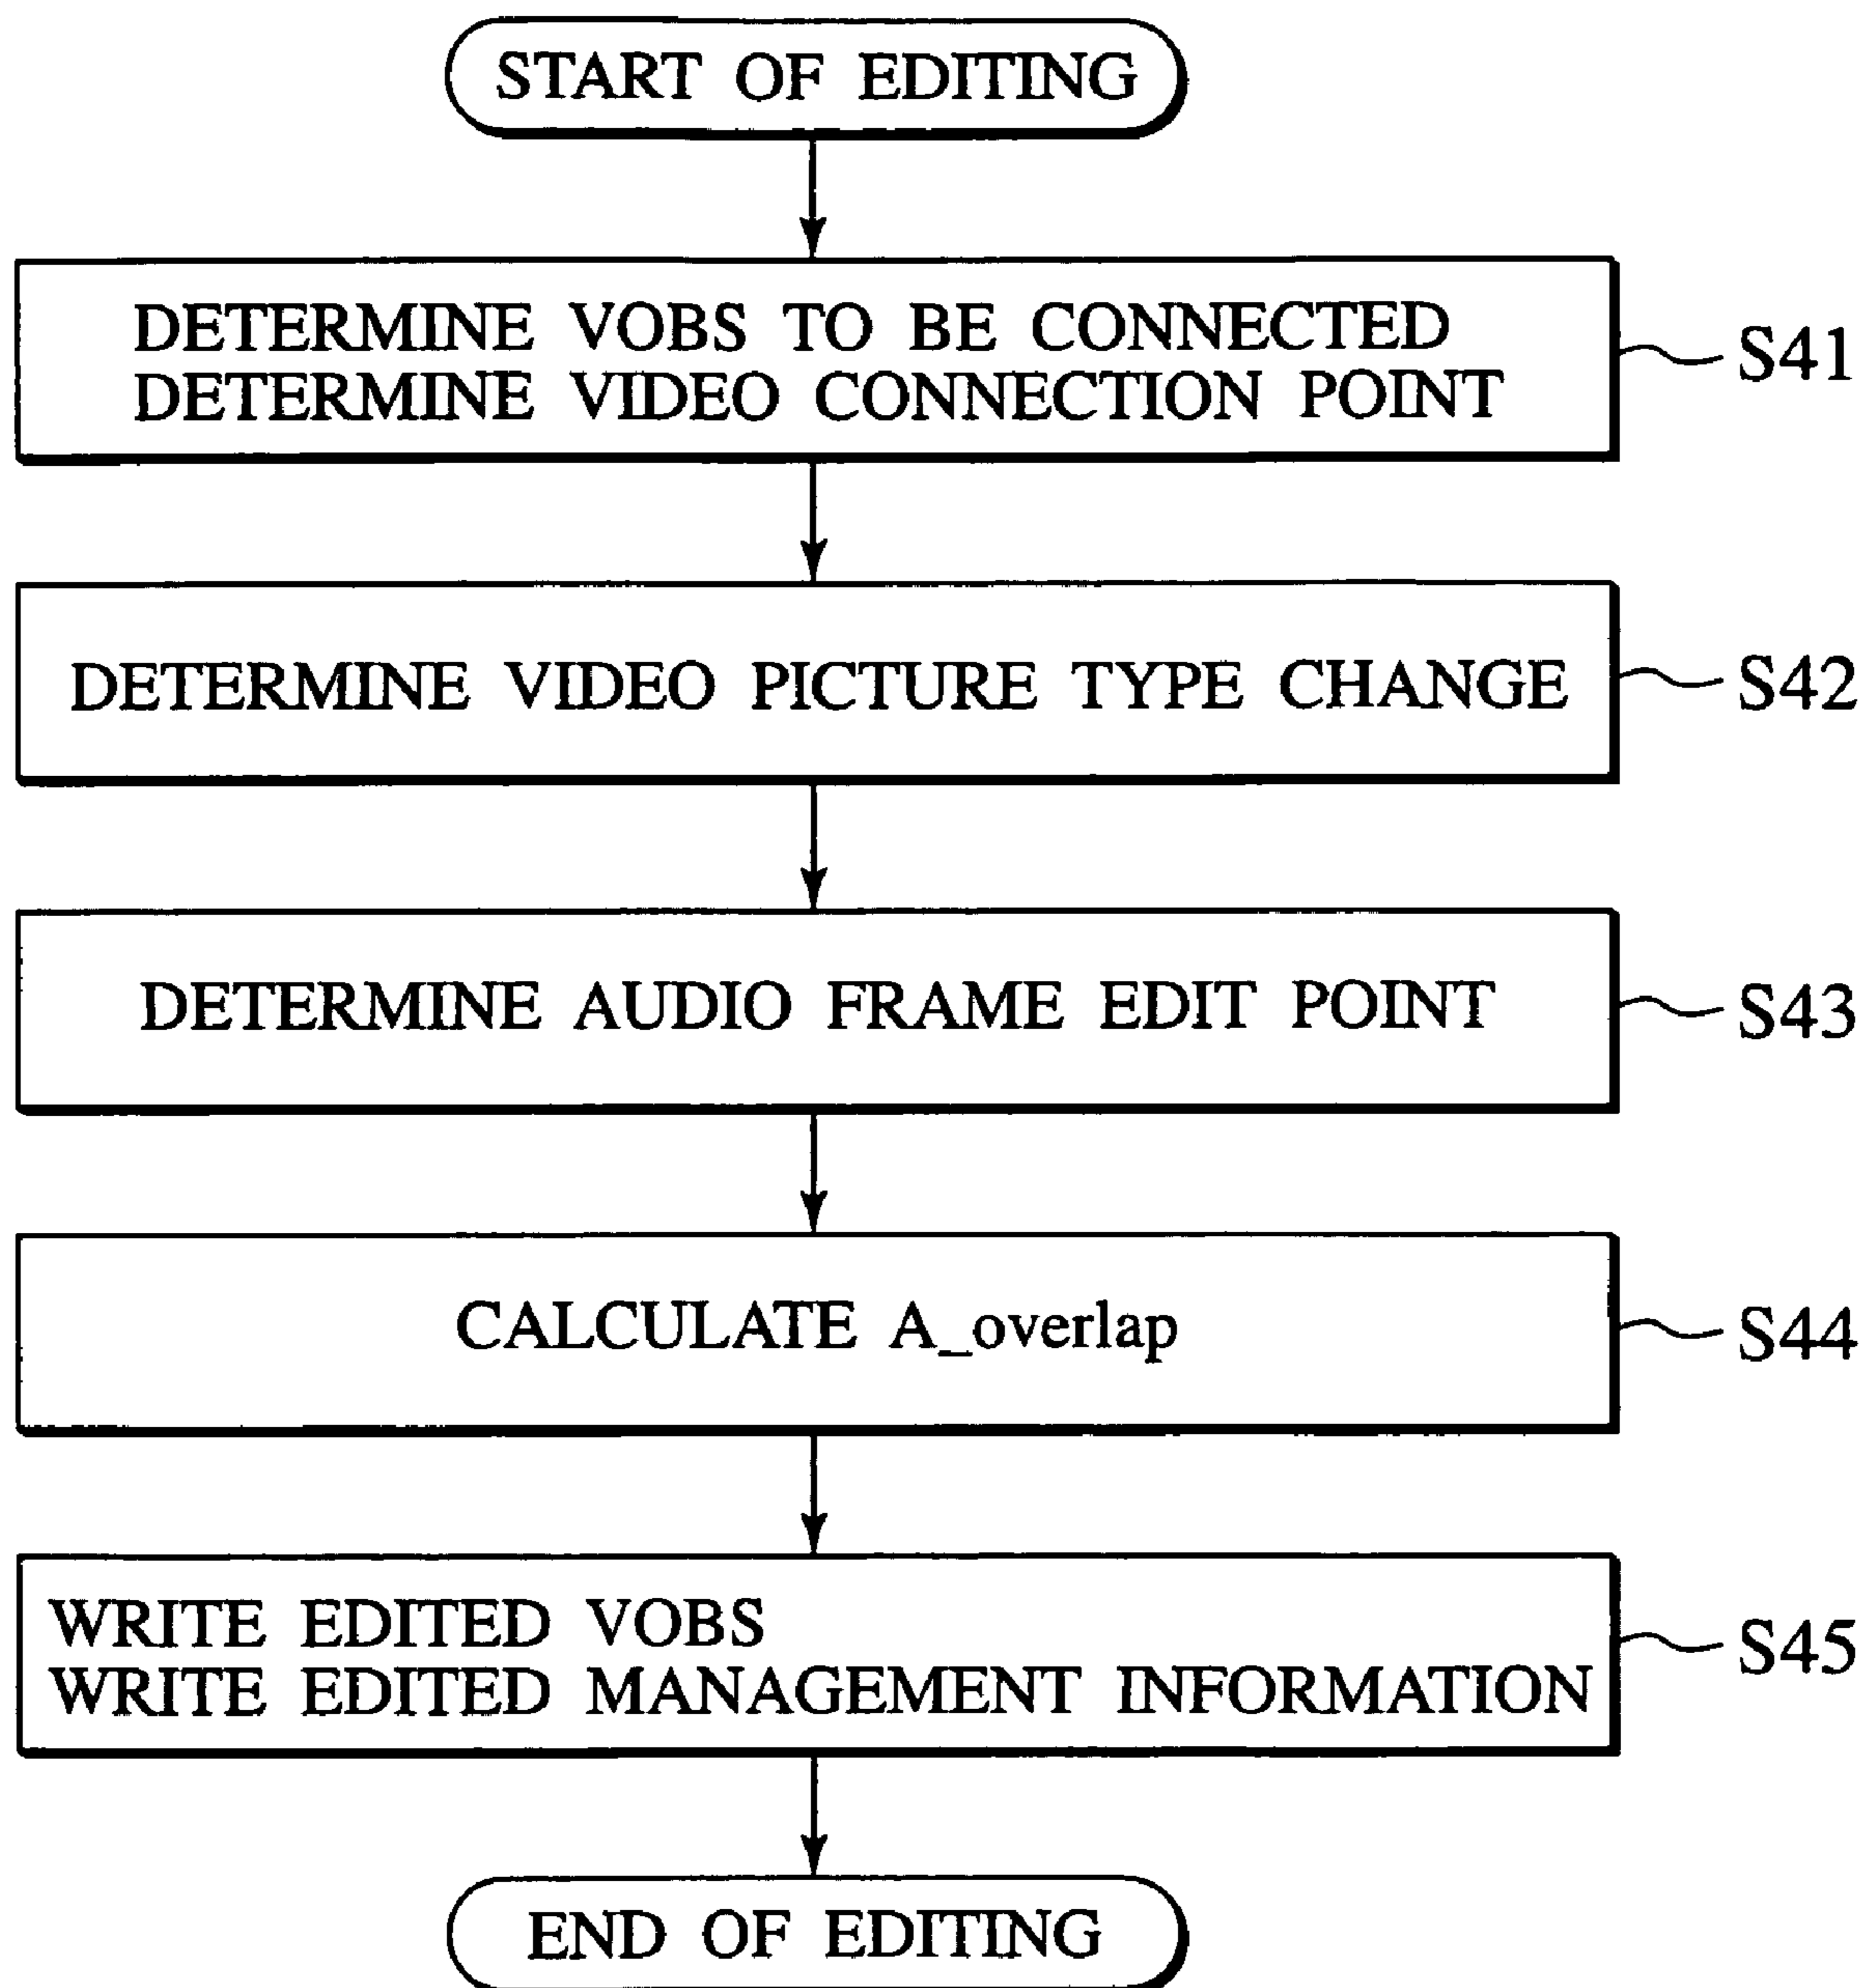 START OF EDITING
DETERMINE VOBS TO BE CONNECTED
DETERMINE VIDEO CONNECTION POINT
S41
DETERMINE VIDEO PICTURE TYPE CHANGE
S42
DETERMINE AUDIO FRAME EDIT POINT
S43
CALCULATE A_overlap
S44
WRITE EDITED VOBS
WRITE EDITED MANAGEMENT INFORMATION
S45
END OF EDITING